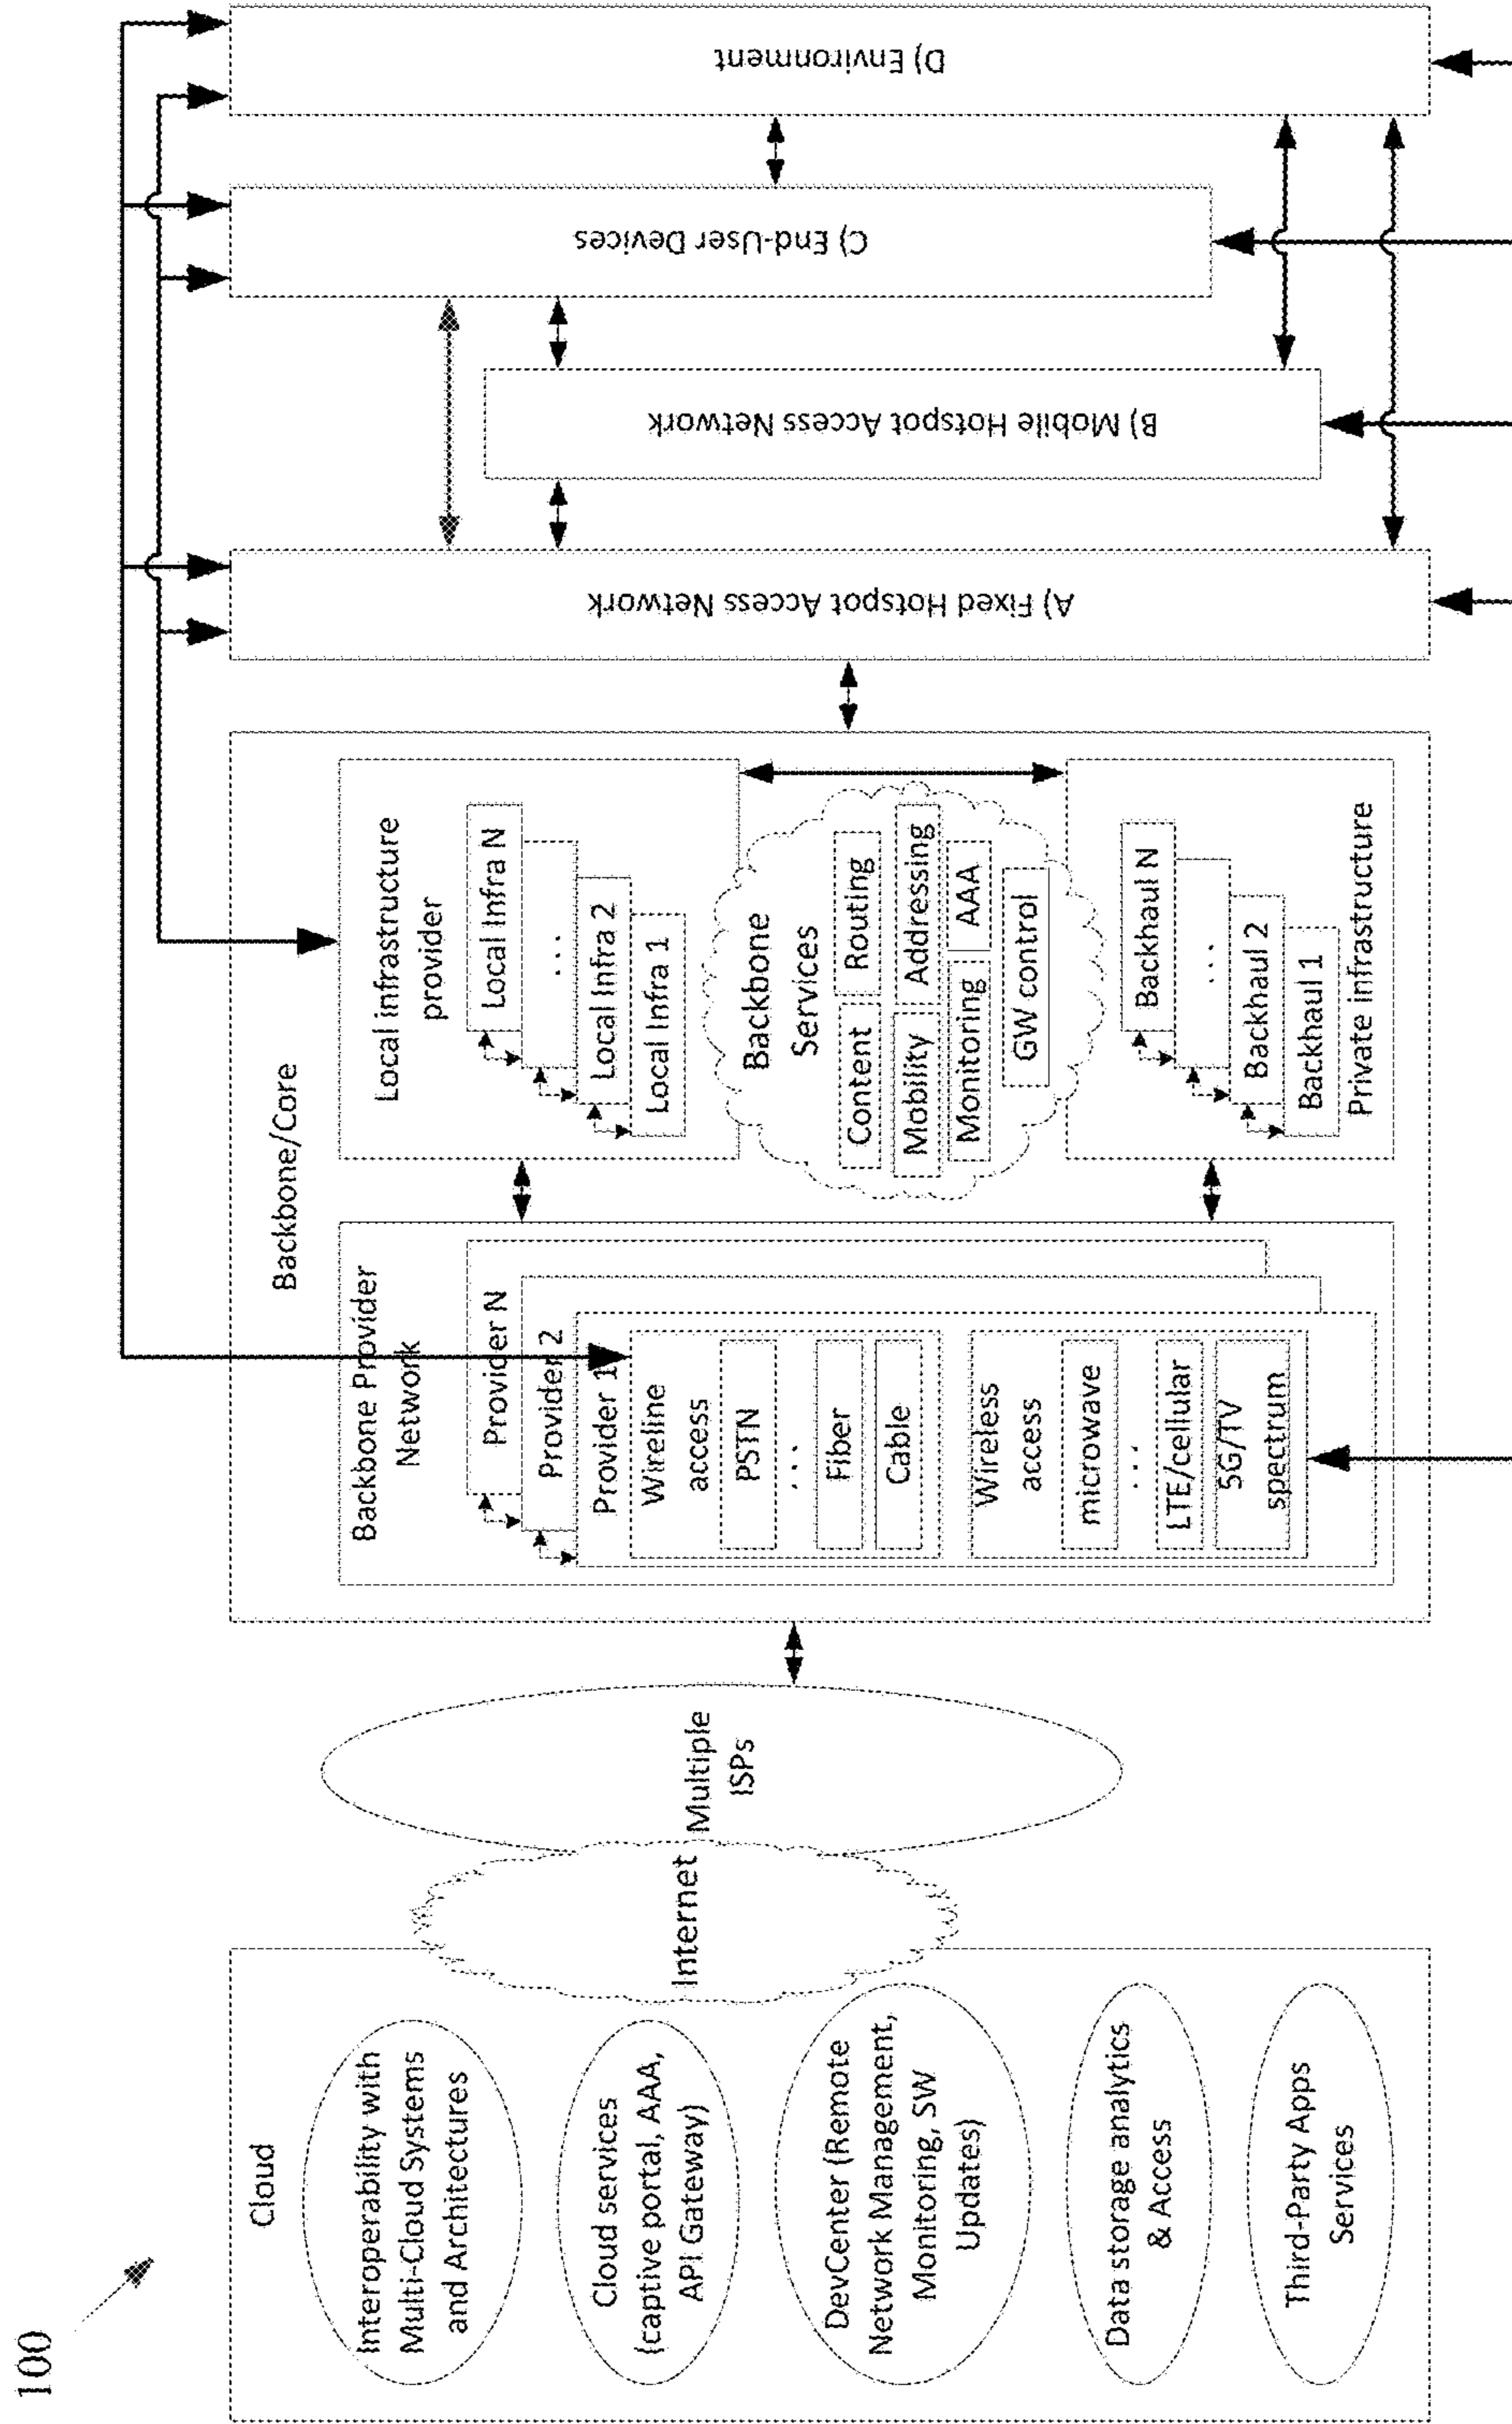 100
Cloud
Interoperability with
Multi-Cloud Systems
and Architectures
Cloud services
(captive portal, AAA,
API Gateway)
DevCenter (Remote
Network Management,
Monitoring, SW
Updates)
Data storage analytics
& Access
Third-Party Apps
Services
Internet
Multiple
ISPs
Backbone/Core
Backbone Provider
Network
Provider N
Provider 2
Provider 1
Wireline
access
PSTN
...
Fiber
Cable
Wireless
access
microwave
...
LTE/cellular
5G/TV
spectrum
Local infrastructure
provider
Local Infra N
...
Local Infra 2
Local Infra 1
Backbone
Services
Content
Routing
Mobility
Addressing
Monitoring
AAA
GW control
Backhaul N
...
Backhaul 2
Backhaul 1
Private infrastructure
A) Fixed Hotspot Access Network
B) Mobile Hotspot Access Network
C) End-User Devices
D) Environment